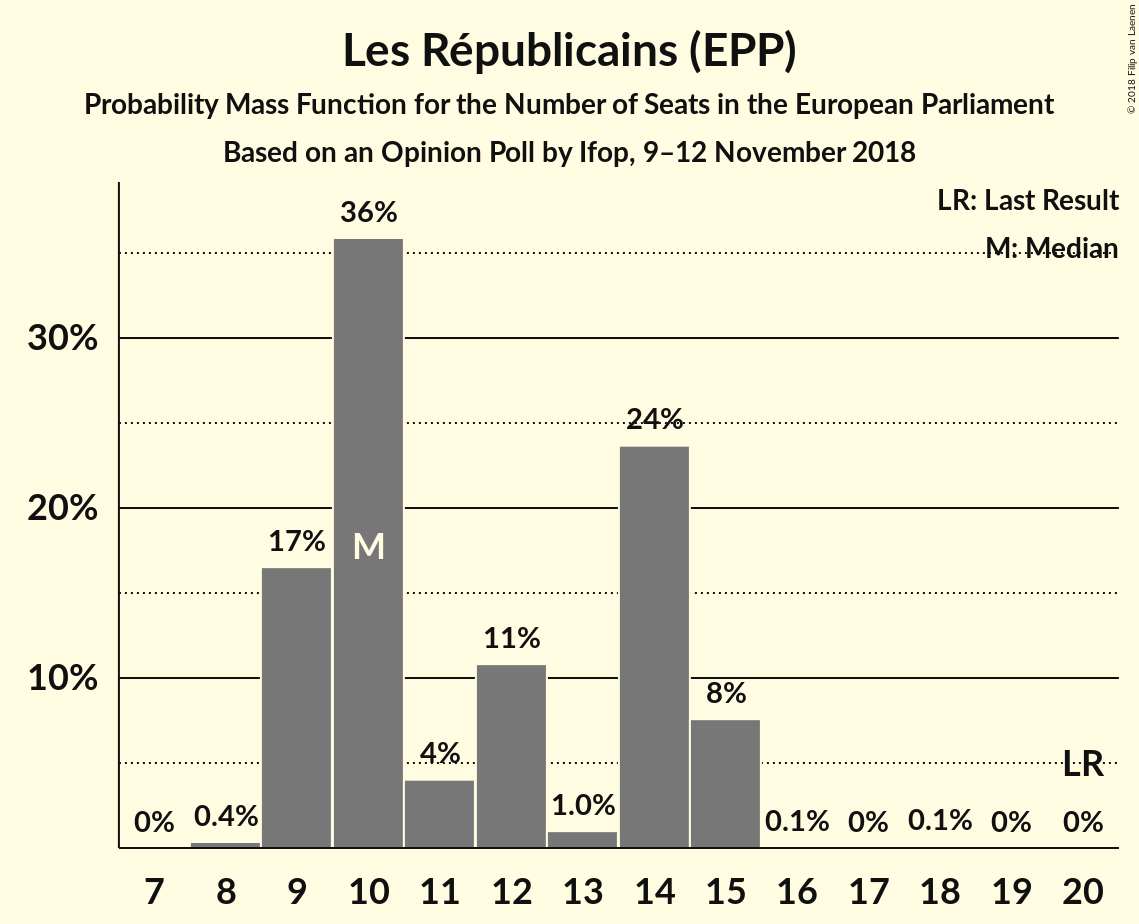 Les Républicains (EPP)
Probability Mass Function for the Number of Seats in the European Parliament
Based on an Opinion Poll by Ifop, 9–12 November 2018
© 2018 Filip van Laenen
LR: Last Result
M: Median
30%
20%
10%
0%
0.4%
17%
36%
M
4%
11%
1.0%
24%
8%
0.1%
0%
0.1%
0%
LR
0%
7 8 9 10 11 12 13 14 15 16 17 18 19 20